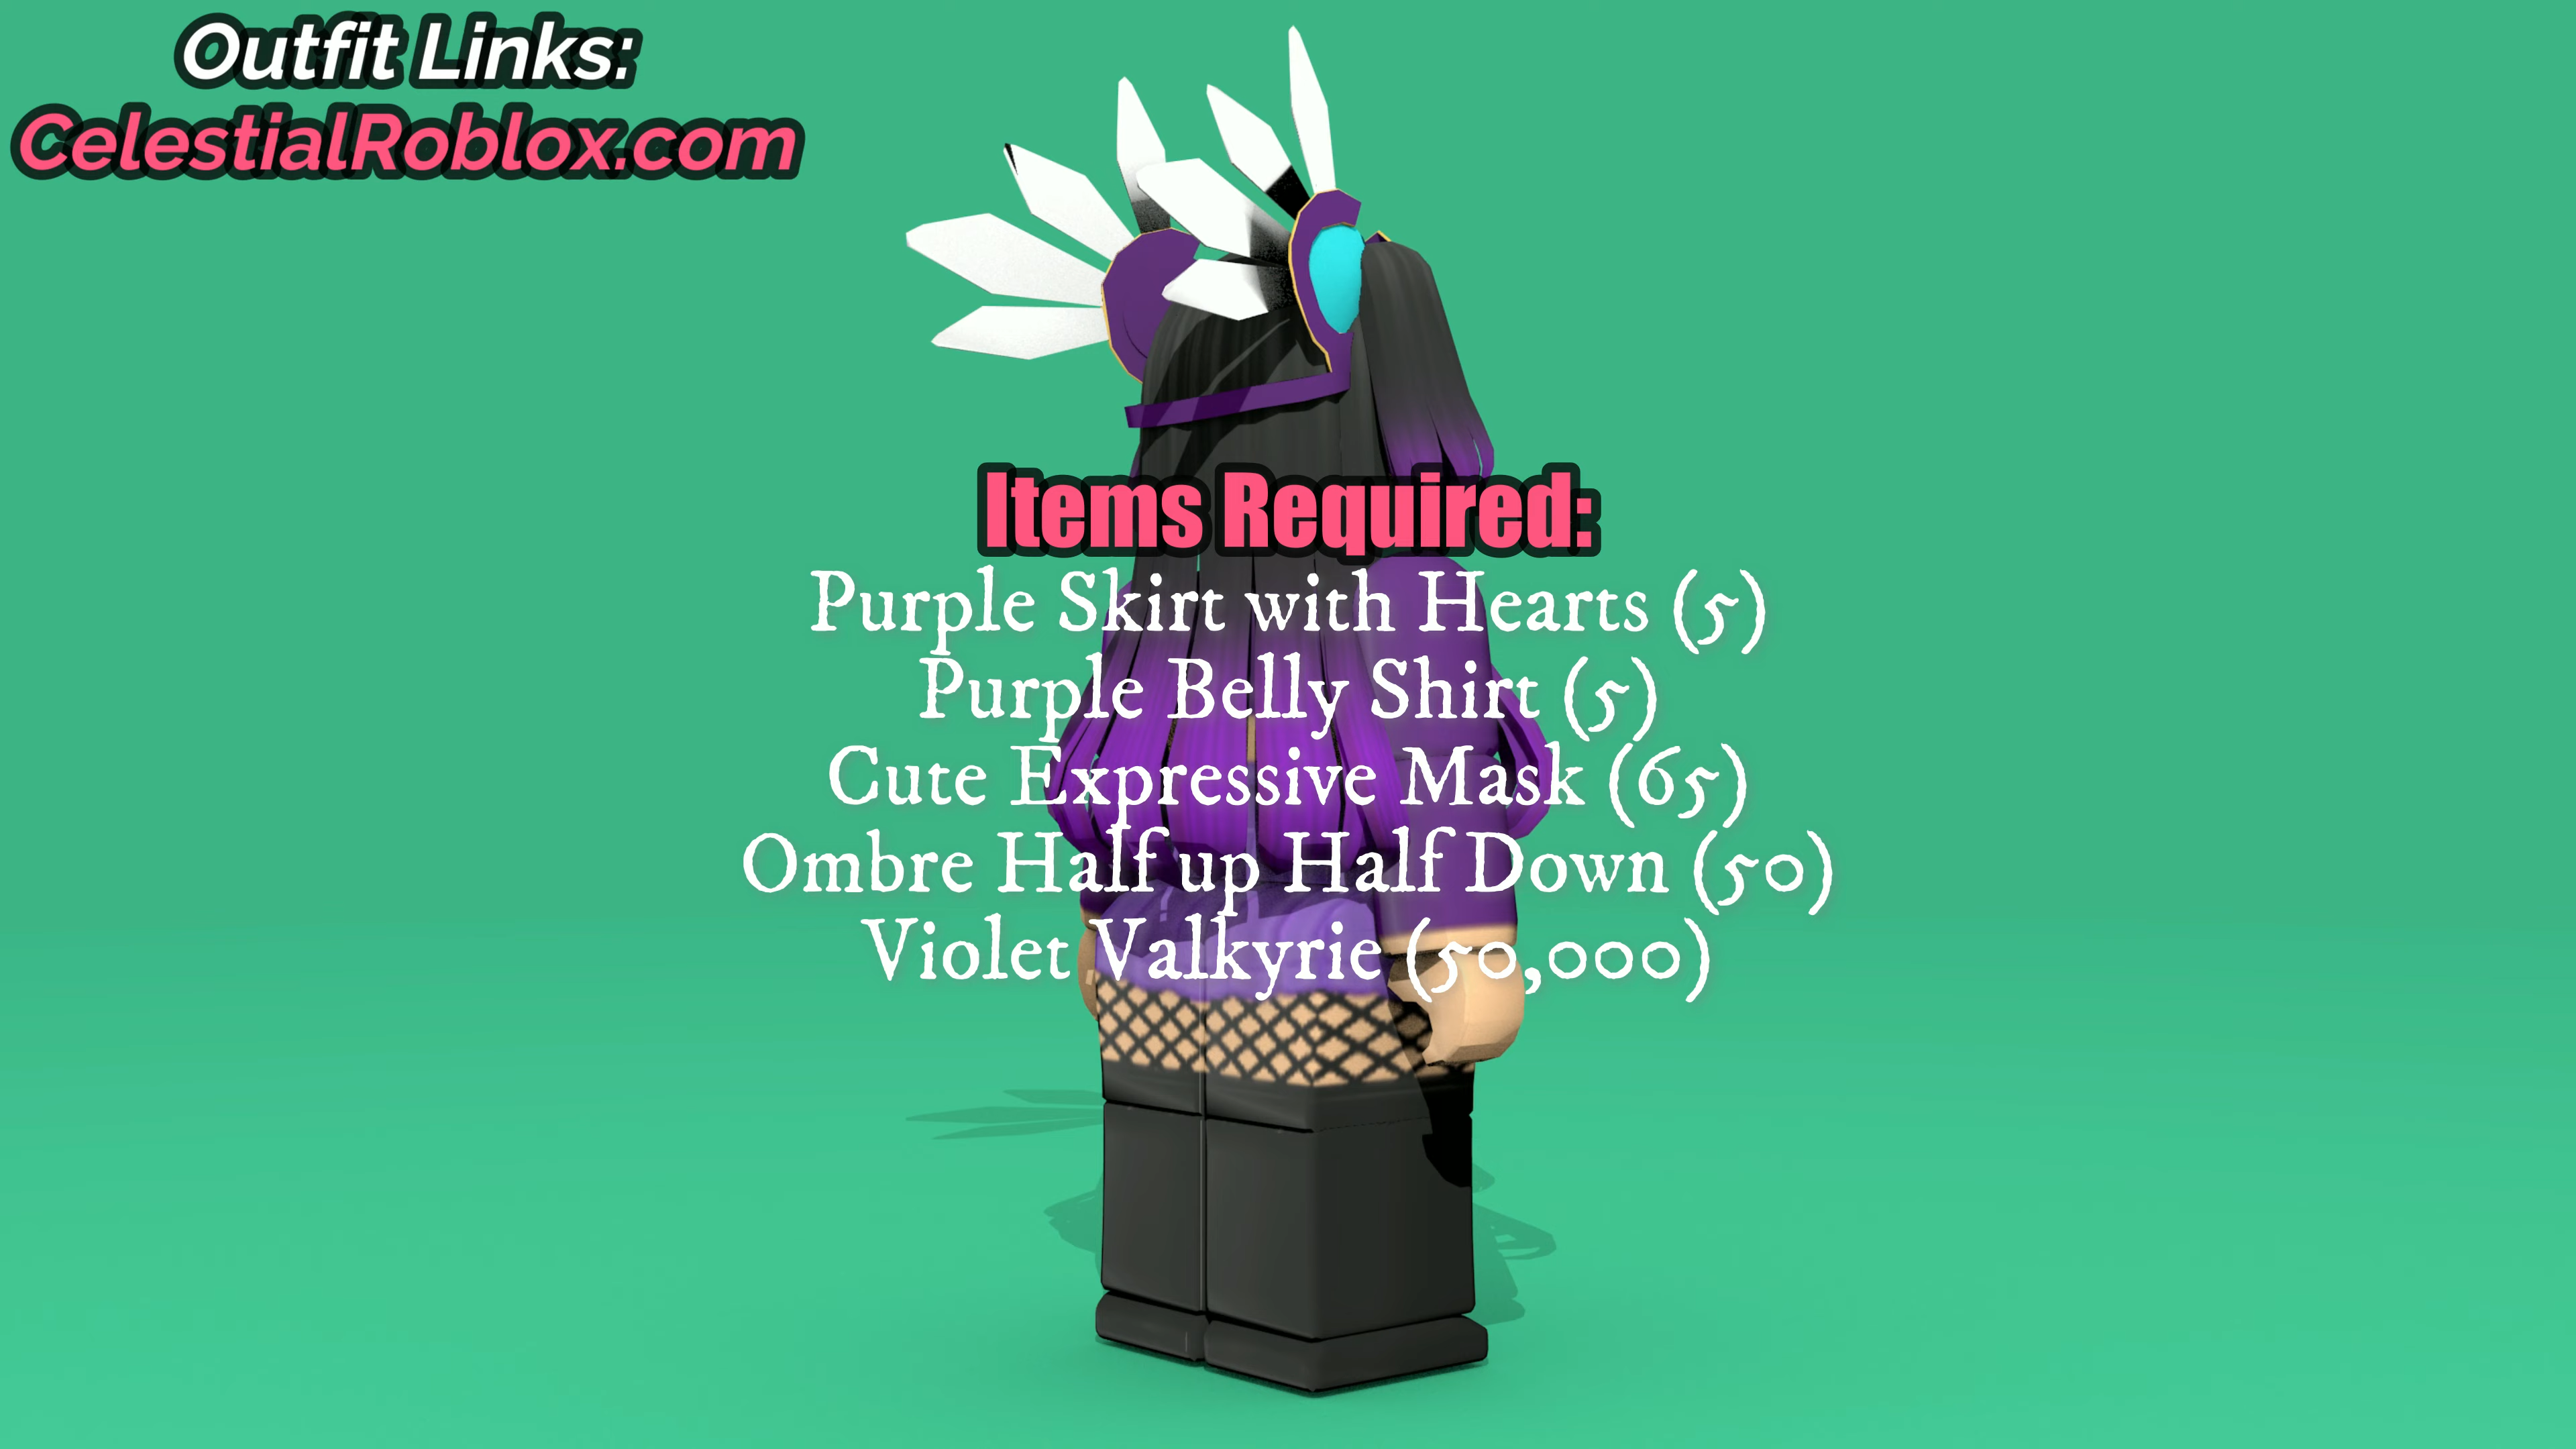 Outfit Links:
CelestialRoblox.com
Items Required:
Purple Skirt with Hearts (5)
Purple Belly Shirt (5)
Cute Expressive Mask (65)
Ombre Half up Half Down (50)
Violet Valkyrie (50,000)